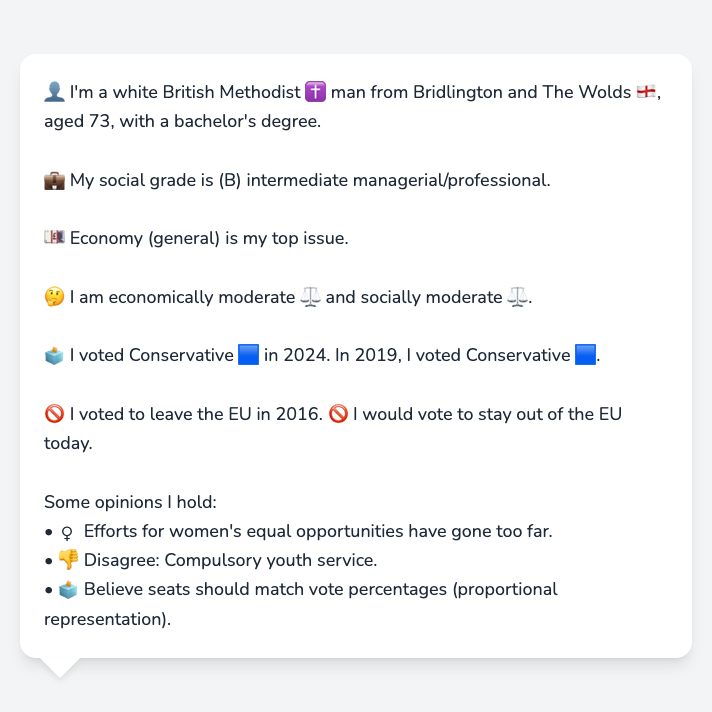 👤 I'm a white British Methodist ✝️ man from Bridlington and The Wolds 🏴󠁧󠁢󠁥󠁮󠁧󠁿,
aged 73, with a bachelor's degree.
💼 My social grade is (B) intermediate managerial/professional.
💷 Economy (general) is my top issue.
🤔 I am economically moderate ⚖️ and socially moderate ⚖️.
🗳️ I voted Conservative 🟦 in 2024. In 2019, I voted Conservative 🟦.
🚫 I voted to leave the EU in 2016. 🚫 I would vote to stay out of the EU
today.
Some opinions I hold:
• ♀ Efforts for women's equal opportunities have gone too far.
• 👎 Disagree: Compulsory youth service.
• 🗳️ Believe seats should match vote percentages (proportional
representation).